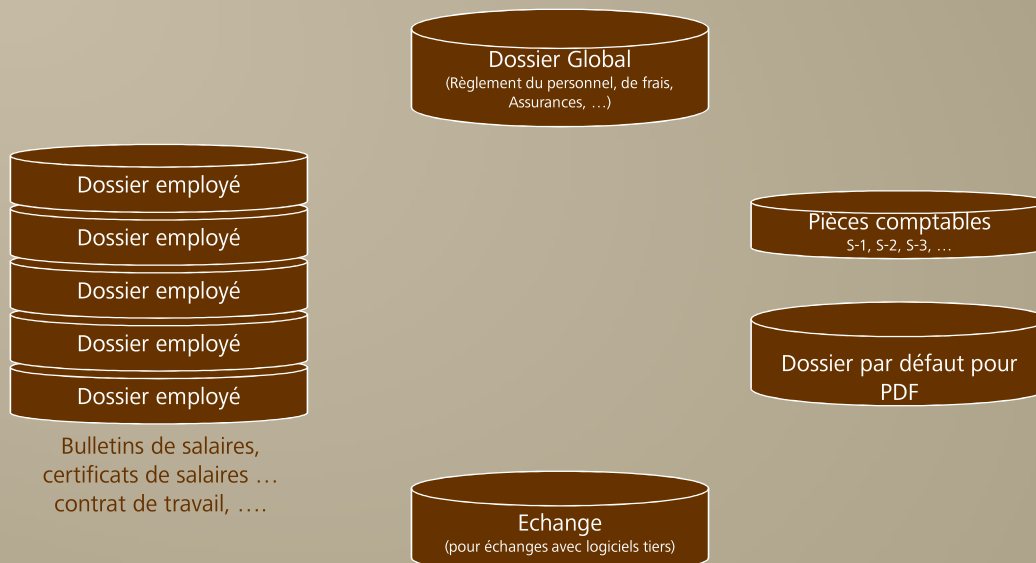 Dossier Global
(Règlement du personnel, de frais,
Assurances, …)
Dossier employé
Dossier employé
Dossier employé
Dossier employé
Dossier employé
Bulletins de salaires,
certificats de salaires …
contrat de travail, ….
Pièces comptables
S-1, S-2, S-3, …
Dossier par défaut pour
PDF
Echange
(pour échanges avec logiciels tiers)